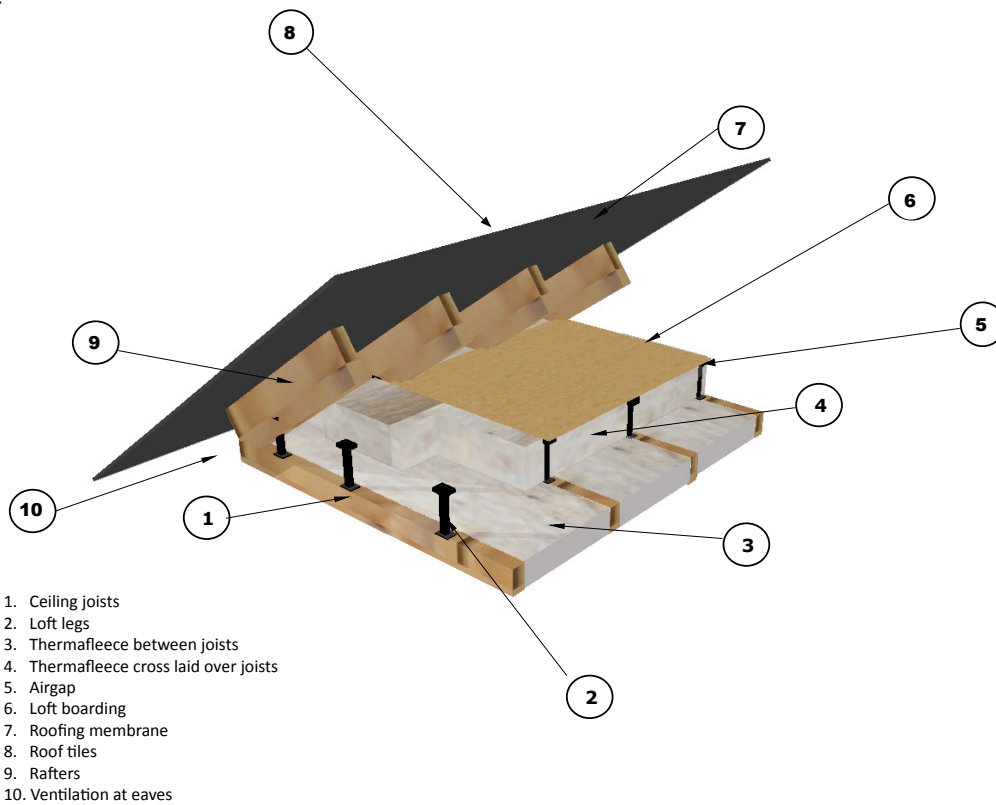 8
7
6
5
9
4
10
1
3
2
1. Ceiling joists
2. Loft legs
3. Thermafleece between joists
4. Thermafleece cross laid over joists
5. Airgap
6. Loft boarding
7. Roofing membrane
8. Roof tiles
9. Rafters
10. Ventilation at eaves